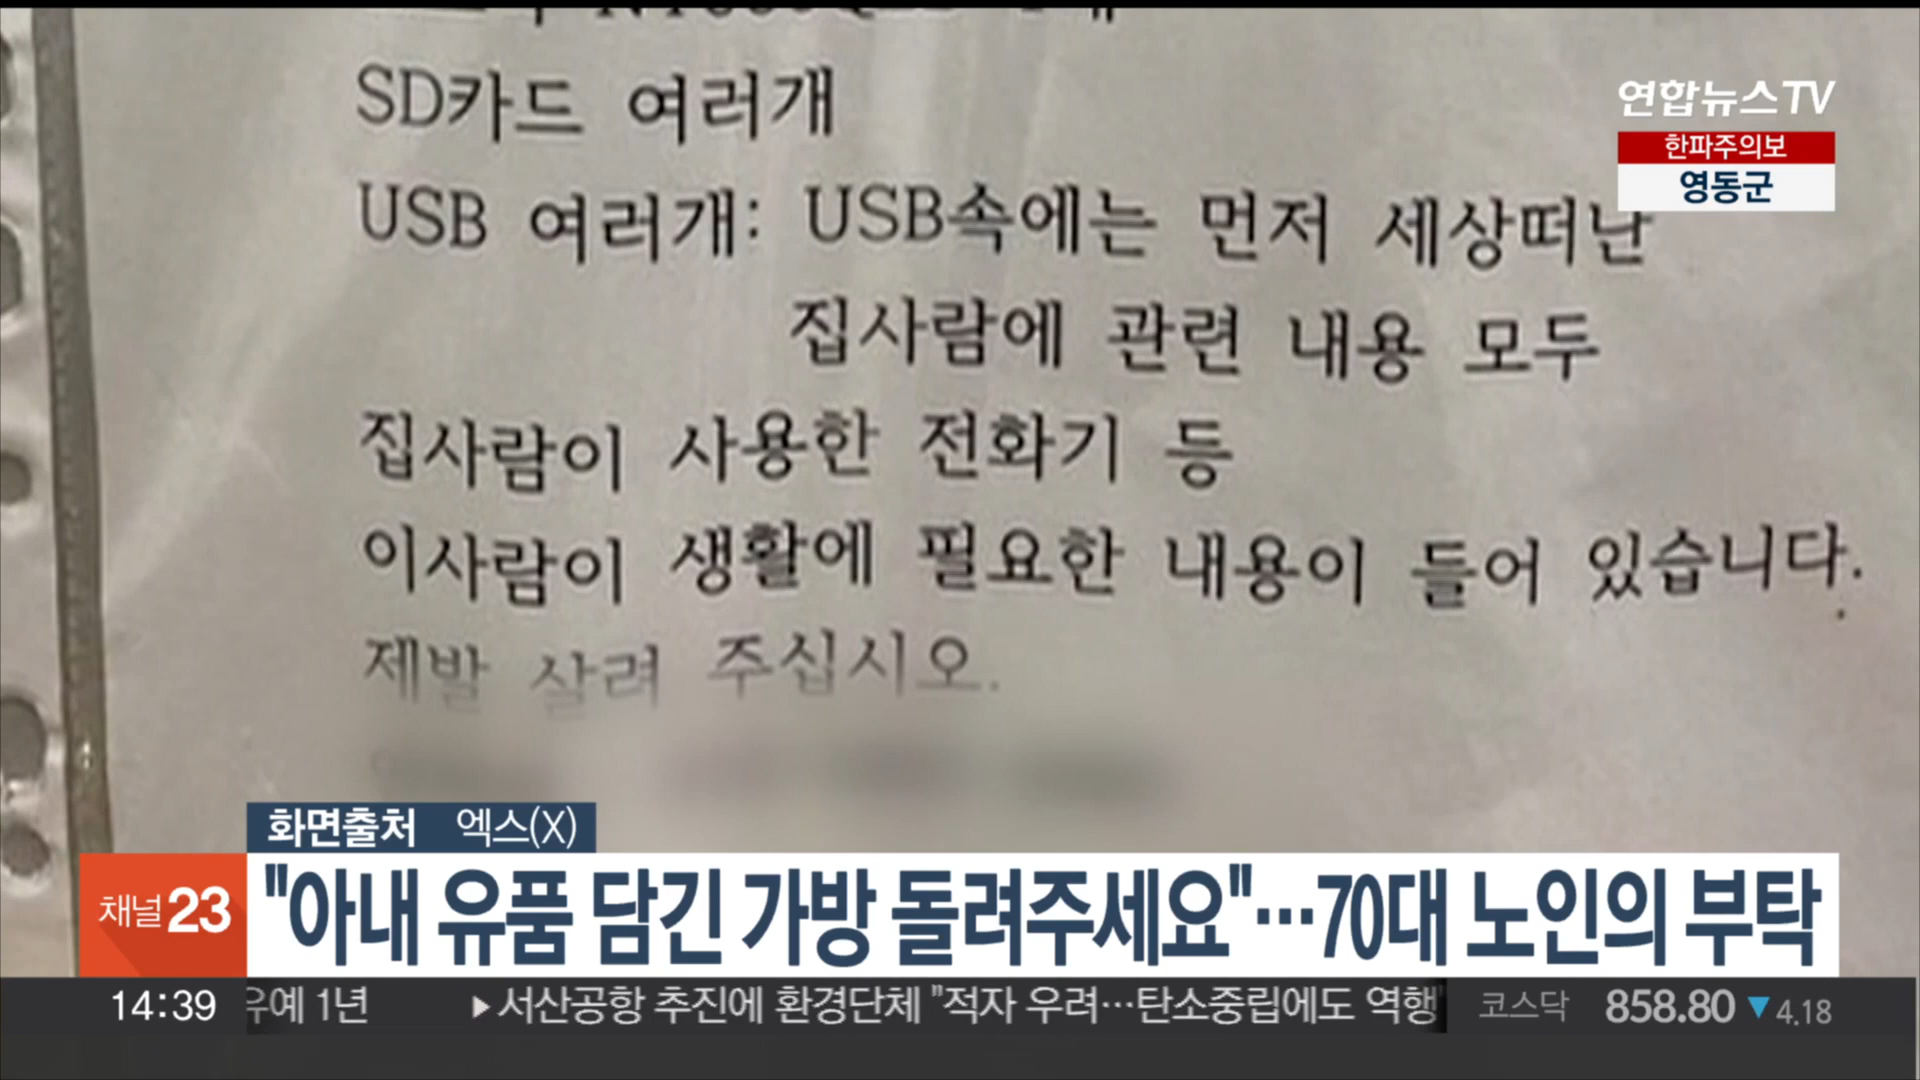 SD카드 여러개
USB 여러개: USB속에는 먼저 세상떠난
집사람에 관련 내용 모두
집사람이 사용한 전화기 등
이사람이 생활에 필요한 내용이 들어 있습니다.
제발 살려 주십시오.
연합뉴스TV
한파주의보
영동군
화면출처 엑스(X)
채널 23
"아내 유품 담긴 가방 돌려주세요"…70대 노인의 부탁
14:39 우예 1년 ▶서산공항 추진에 환경단체 "적자 우려…탄소중립에도 역행" 코스닥 858.80 ▼4.18